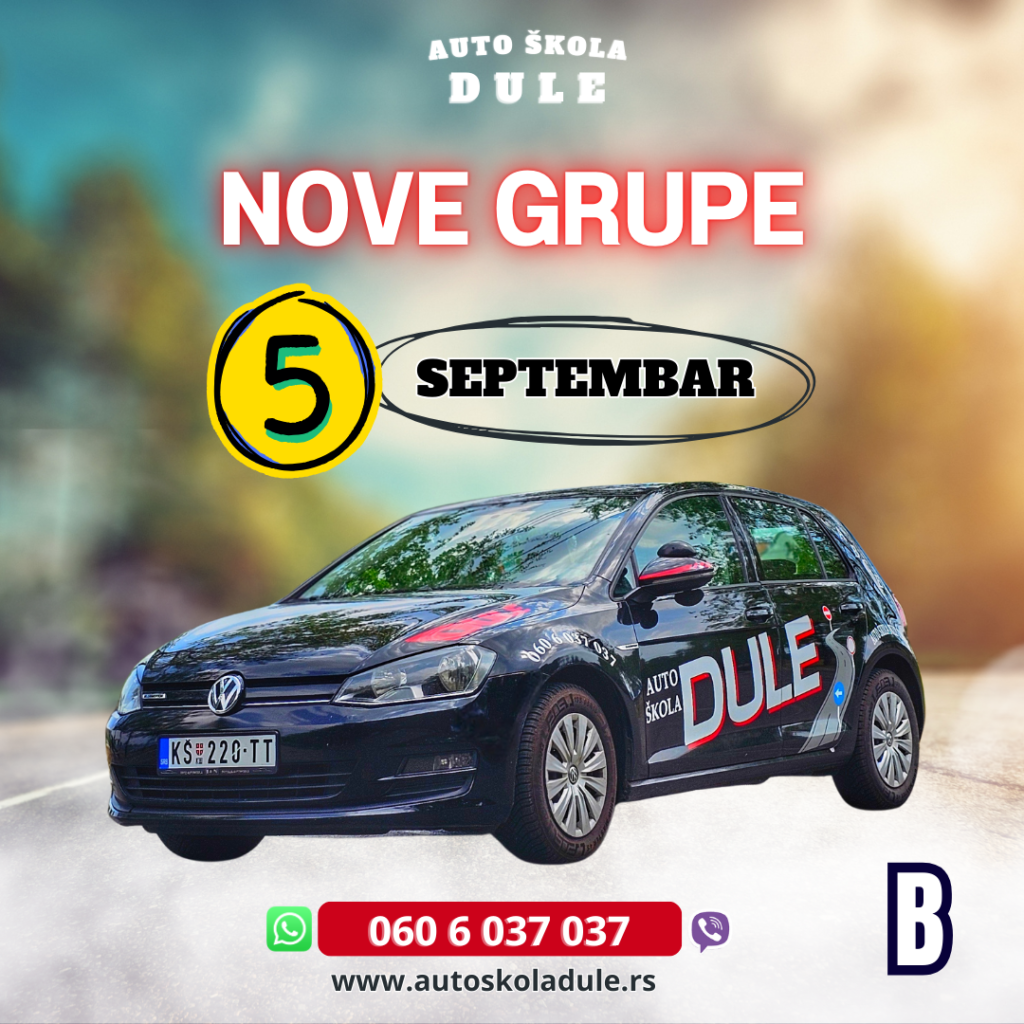 AUTO ŠKOLA
DULE
NOVE GRUPE
5
SEPTEMBAR
060 6 037 037
AUTO
ŠKOLA
DULE
KŠ 220-TT
B
060 6 037 037
www.autoskoladule.rs